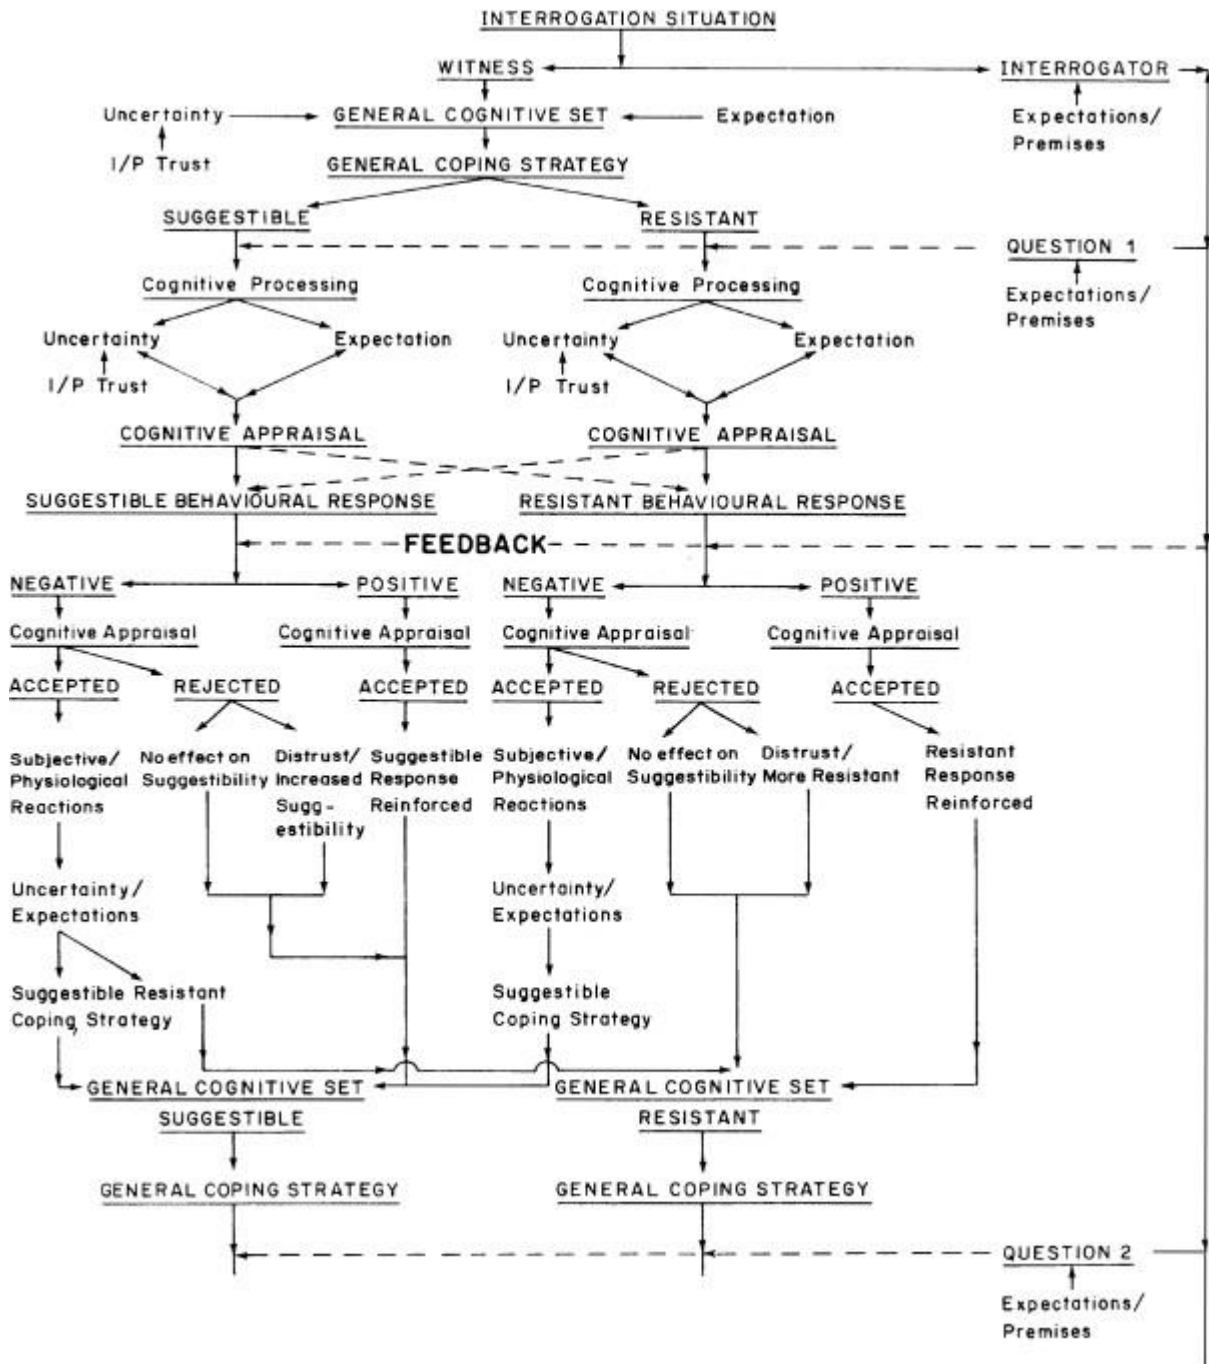 INTERROGATION SITUATION
WITNESS
INTERROGATOR
Uncertainty
GENERAL COGNITIVE SET
Expectation
Expectations/
Premises
I/P Trust
GENERAL COPING STRATEGY
SUGGESTIBLE
RESISTANT
QUESTION 1
Cognitive Processing
Cognitive Processing
Expectations/
Premises
Uncertainty
Expectation
Uncertainty
Expectation
I/P Trust
I/P Trust
COGNITIVE APPRAISAL
COGNITIVE APPRAISAL
SUGGESTIBLE BEHAVIOURAL RESPONSE
RESISTANT BEHAVIOURAL RESPONSE
FEEDBACK
NEGATIVE
POSITIVE
NEGATIVE
POSITIVE
Cognitive Appraisal
Cognitive Appraisal
Cognitive Appraisal
Cognitive Appraisal
ACCEPTED
REJECTED
ACCEPTED
ACCEPTED
REJECTED
ACCEPTED
Subjective/
Physiological
Reactions
No effect on
Suggestibility
Distrust/
Increased
Sugg-
estibility
Suggestible
Response
Reinforced
Subjective/
Physiological
Reactions
No effect on
Suggestibility
Distrust/
More Resistant
Resistant
Response
Reinforced
Uncertainty/
Expectations
Uncertainty/
Expectations
Suggestible Resistant
Coping, Strategy
Suggestible
Coping Strategy
GENERAL COGNITIVE SET
SUGGESTIBLE
GENERAL COGNITIVE SET
RESISTANT
GENERAL COPING STRATEGY
GENERAL COPING STRATEGY
QUESTION 2
Expectations/
Premises